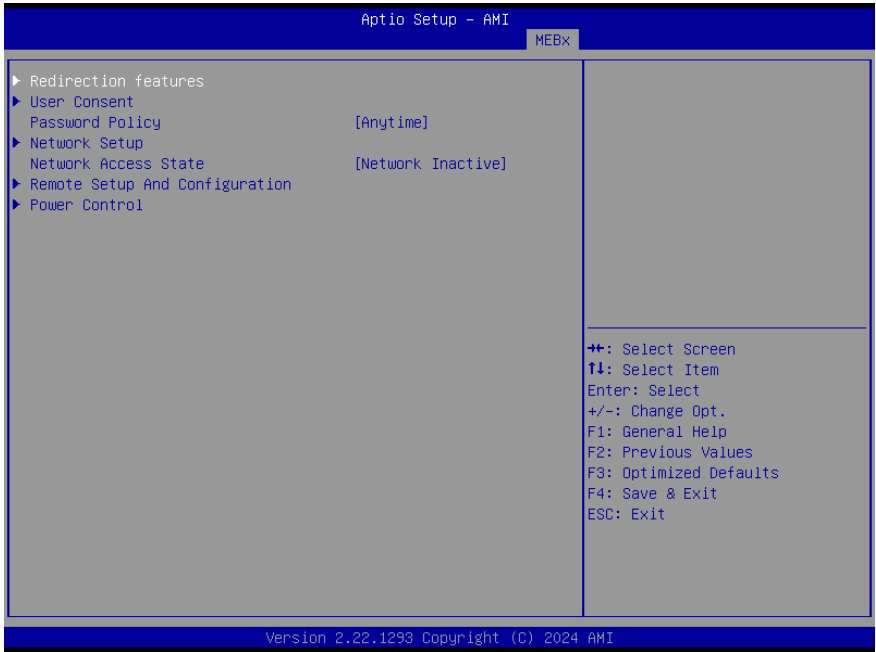 Aptio Setup – AMI
MEBx
Redirection features
User Consent
Password Policy [Anytime]
Network Setup
Network Access State [Network Inactive]
Remote Setup And Configuration
Power Control
→←: Select Screen
↑↓: Select Item
Enter: Select
+/-: Change Opt.
F1: General Help
F2: Previous Values
F3: Optimized Defaults
F4: Save & Exit
ESC: Exit
Version 2.22.1293 Copyright (C) 2024 AMI